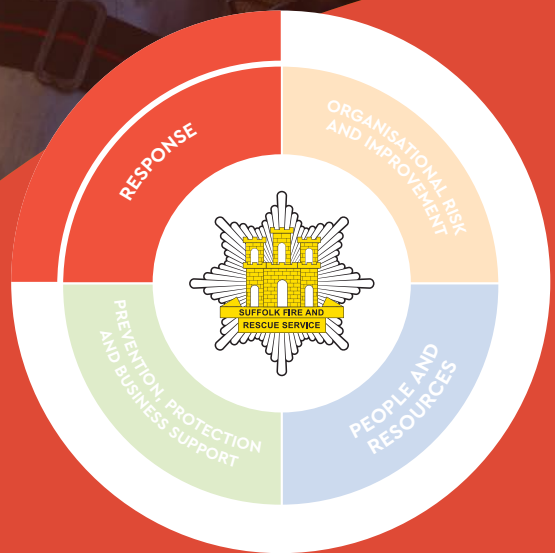 RESPONSE
ORGANISATIONAL RISK
AND IMPROVEMENT
SUFFOLK FIRE AND
RESCUE SERVICE
PREVENTION, PROTECTION
AND BUSINESS SUPPORT
PEOPLE AND
RESOURCES